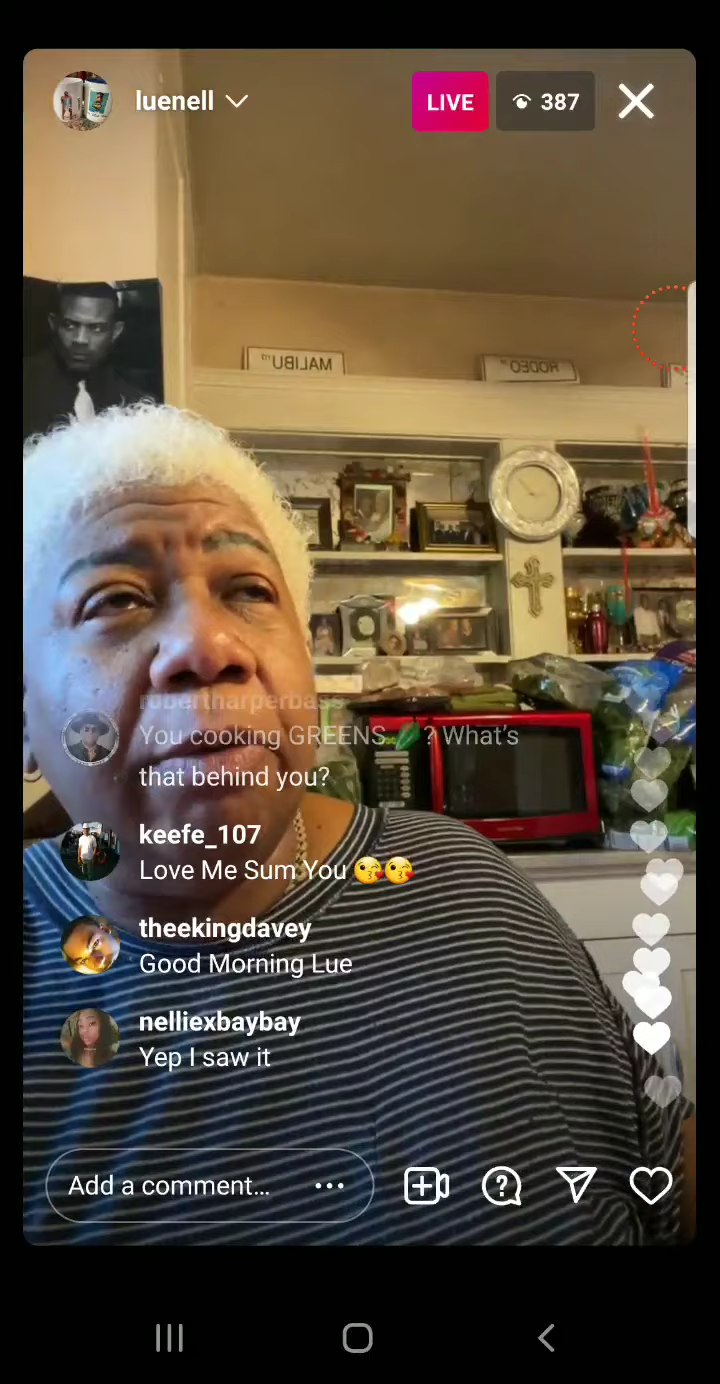 luenell
LIVE
387
MALIBU
RODEO
robertharperbass
You cooking GREENS🌿 ? What's
that behind you?
keefe_107
Love Me Sum You 😘😘
theekingdavey
Good Morning Lue
nelliexbaybay
Yep I saw it
Add a comment...